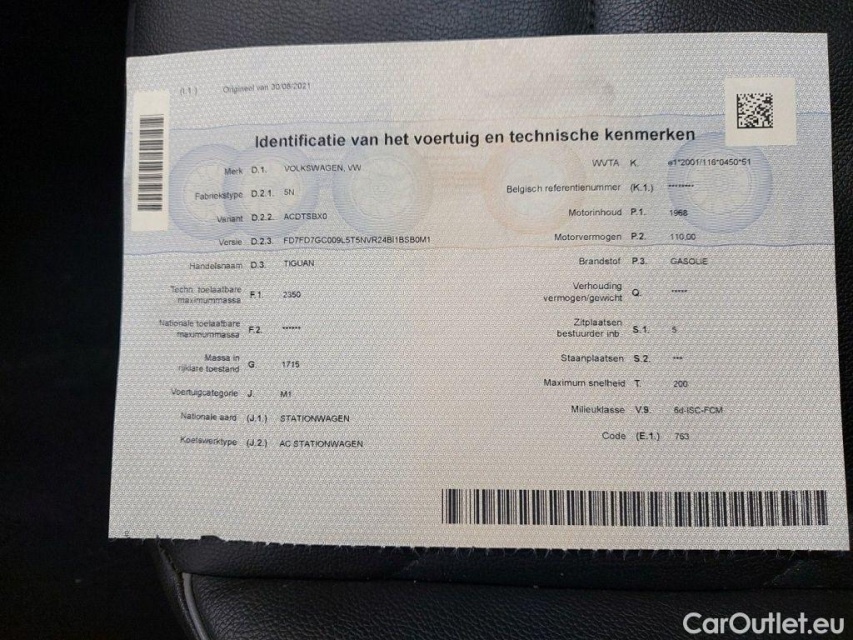 (I.1.) Origineel van 30/08/2021
Identificatie van het voertuig en technische kenmerken
Merk D.1. VOLKSWAGEN, VW
Fabriekstype D.2.1. 5N
Variant D.2.2. ACDTSBX0
Versie D.2.3. FD7FD7GC009L5T5NVR24BI1BSB0M1
Handelsnaam D.3. TIGUAN
Techn. toelaatbare
maximummassa F.1. 2350
Nationale toelaatbare
maximummassa F.2. ******
Massa in
rijklare toestand G. 1715
Voertuigcategorie J. M1
Nationale aard (J.1.) STATIONWAGEN
Koetswerktype (J.2.) AC STATIONWAGEN
WVTA K. e1*2001/116*0450*51
Belgisch referentienummer (K.1.) ********
Motorinhoud P.1. 1968
Motorvermogen P.2. 110,00
Brandstof P.3. GASOLIE
Verhouding
vermogen/gewicht Q. *****
Zitplaatsen
bestuurder inb. S.1. 5
Staanplaatsen S.2. ***
Maximum snelheid T. 200
Milieuklasse V.9. 6d-ISC-FCM
Code (E.1.) 763
CarOutlet.eu